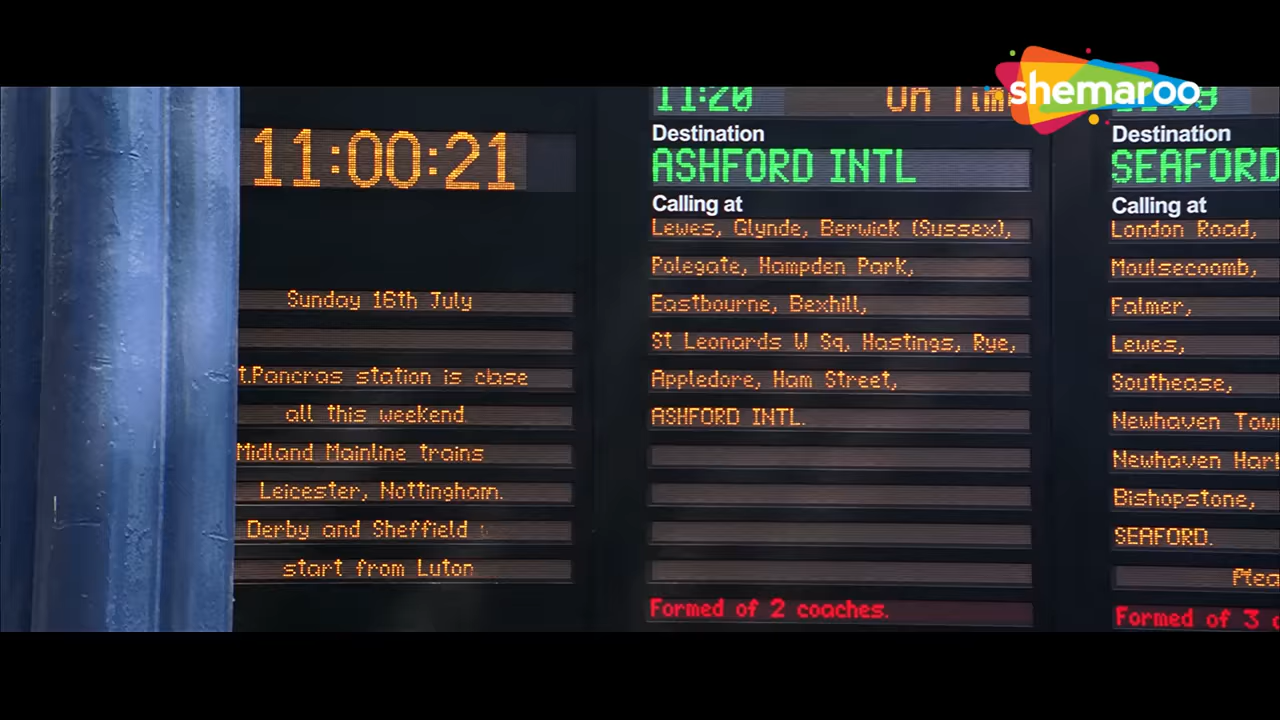 shemaroo
11:00:21
Sunday 16th July
t.Pancras station is close
all this weekend.
Midland Mainline trains
Leicester, Nottingham.
Derby and Sheffield
start from Luton
11:20 On Tim
Destination
ASHFORD INTL
Calling at
Lewes, Glynde, Berwick (Sussex),
Polegate, Hampden Park,
Eastbourne, Bexhill,
St Leonards W Sq, Hastings, Rye,
Appledore, Ham Street,
ASHFORD INTL.
Formed of 2 coaches.
Destination
SEAFORD
Calling at
London Road,
Moulsecoomb,
Falmer,
Lewes,
Southease,
Newhaven Tow
Newhaven Har
Bishopstone,
SEAFORD.
Plea
Formed of 3 c